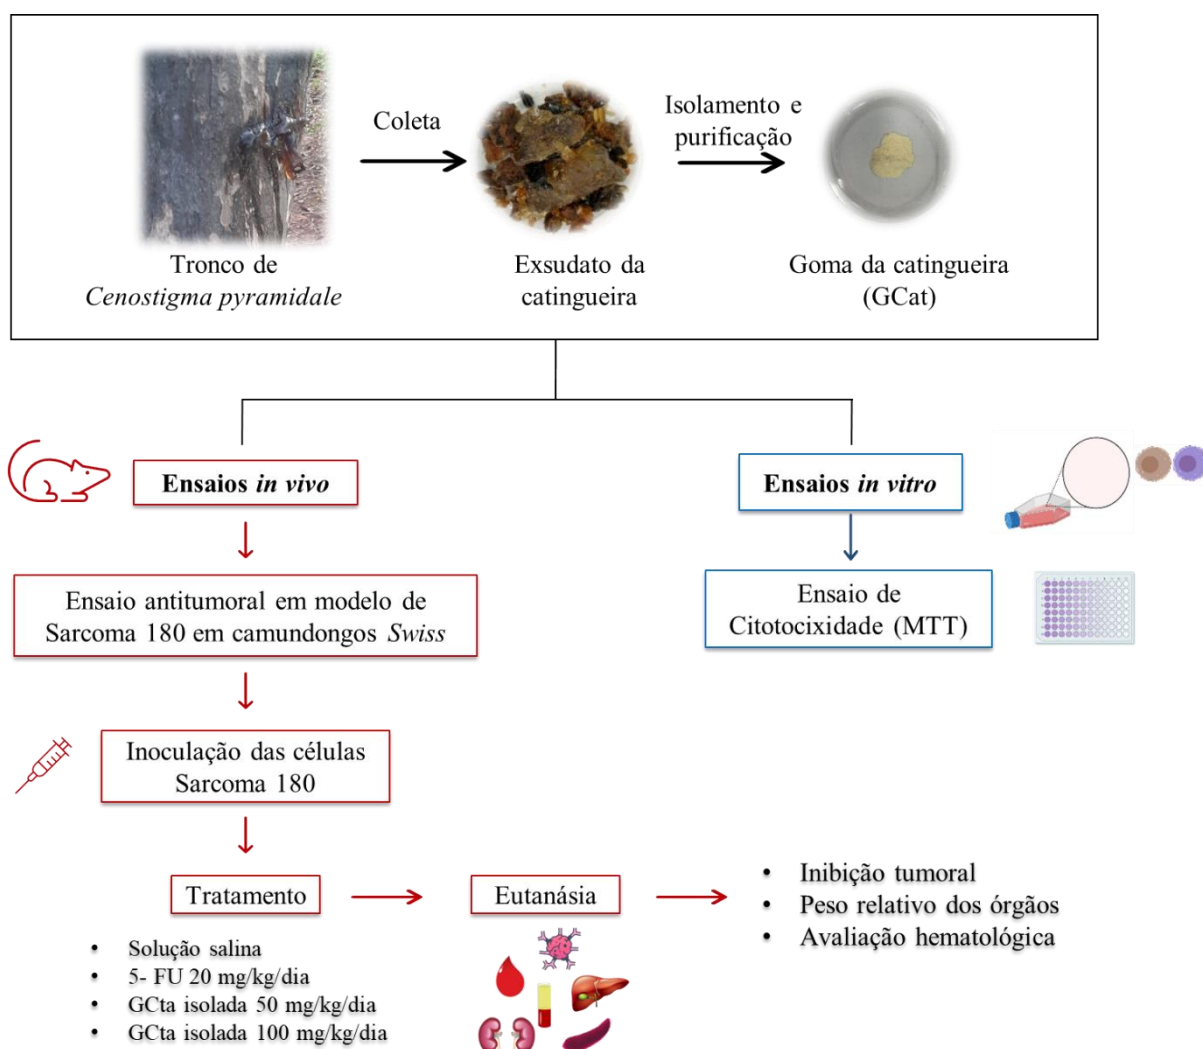 Coleta
Isolamento e
purificação
Tronco de
Cenostigma pyramidale
Exsudato da
catingueira
Goma da catingueira
(GCat)
Ensaios in vivo
Ensaios in vitro
Ensaio antitumoral em modelo de
Sarcoma 180 em camundongos Swiss
Ensaio de
Citotocixidade (MTT)
Inoculação das células
Sarcoma 180
Tratamento
Eutanásia
• Inibição tumoral
• Peso relativo dos órgãos
• Avaliação hematológica
• Solução salina
• 5- FU 20 mg/kg/dia
• GCta isolada 50 mg/kg/dia
• GCta isolada 100 mg/kg/dia